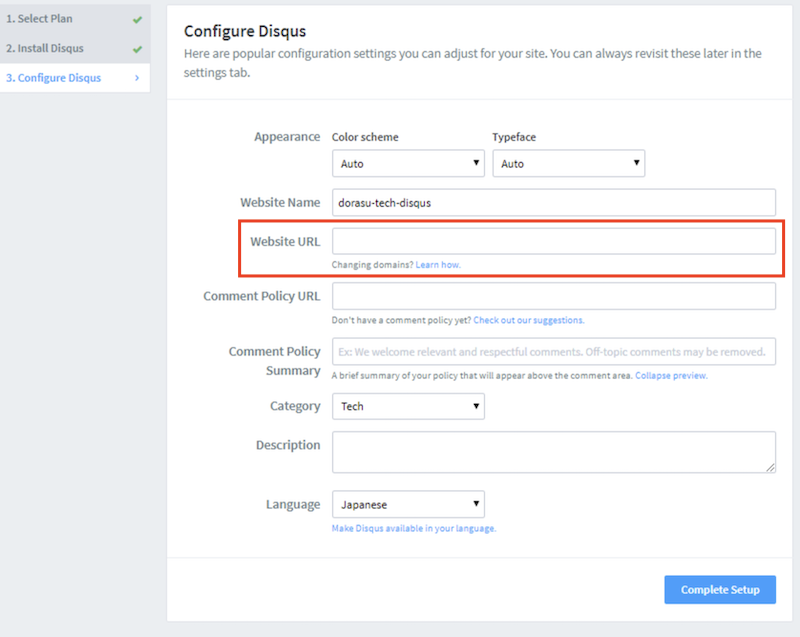 1. Select Plan
2. Install Disqus
3. Configure Disqus
Configure Disqus
Here are popular configuration settings you can adjust for your site. You can always revisit these later in the
settings tab.
Appearance
Color scheme
Typeface
Auto
Auto
Website Name
dorasu-tech-disqus
Website URL
Changing domains? Learn how.
Comment Policy URL
Don't have a comment policy yet? Check out our suggestions.
Comment Policy
Summary
Ex: We welcome relevant and respectful comments. Off-topic comments may be removed.
A brief summary of your policy that will appear above the comment area. Collapse preview.
Category
Tech
Description
Language
Japanese
Make Disqus available in your language.
Complete Setup